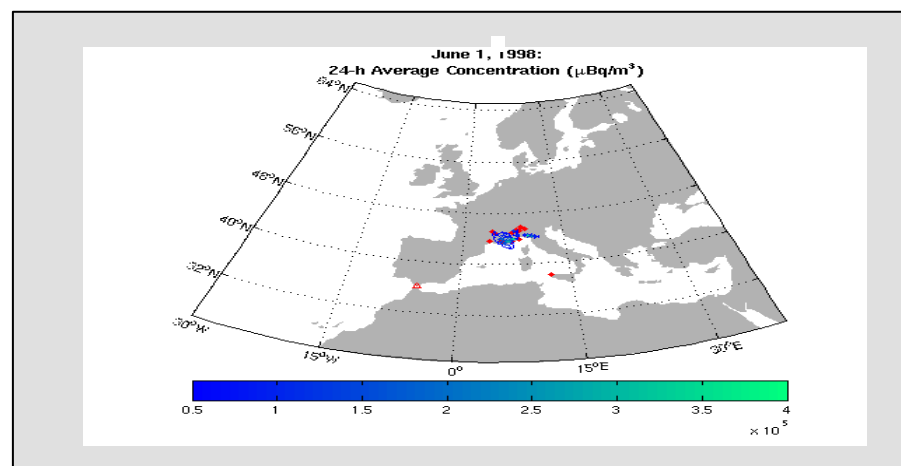 June 1, 1998:
24-h Average Concentration (μBq/m³)
64°N
56°N
48°N
40°N
32°N
30°W
15°W
0°
15°E
30°E
0.5 1 1.5 2 2.5 3 3.5 4
x 10⁵